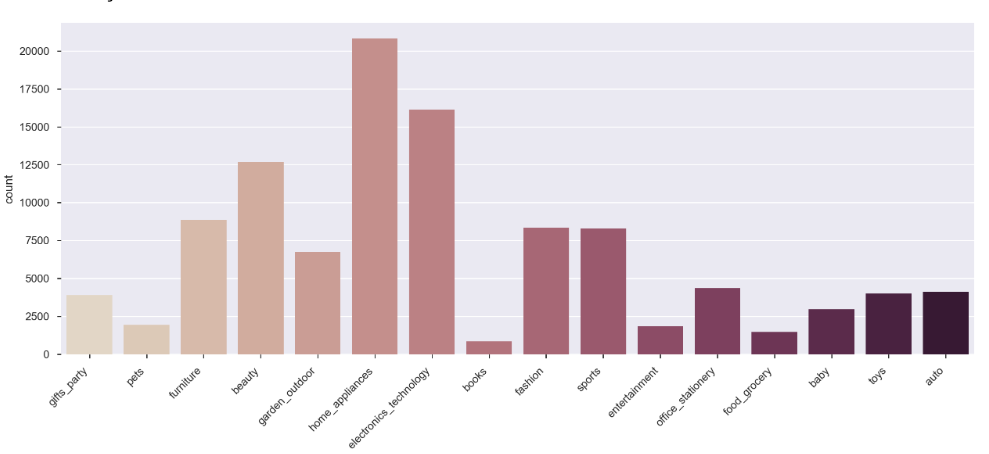 20000
17500
15000
12500
10000
7500
5000
2500
0
count
gifts_party
pets
furniture
beauty
garden_outdoor
home_appliances
electronics_technology
books
fashion
sports
entertainment
office_stationery
food_grocery
baby
toys
auto